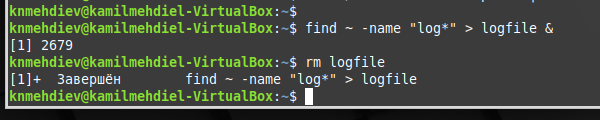 knmehdiev@kamilmehdiel-VirtualBox:~$
knmehdiev@kamilmehdiel-VirtualBox:~$ find ~ -name "log*" > logfile &
[1] 2679
knmehdiev@kamilmehdiel-VirtualBox:~$ rm logfile
[1]+  Завершён        find ~ -name "log*" > logfile
knmehdiev@kamilmehdiel-VirtualBox:~$